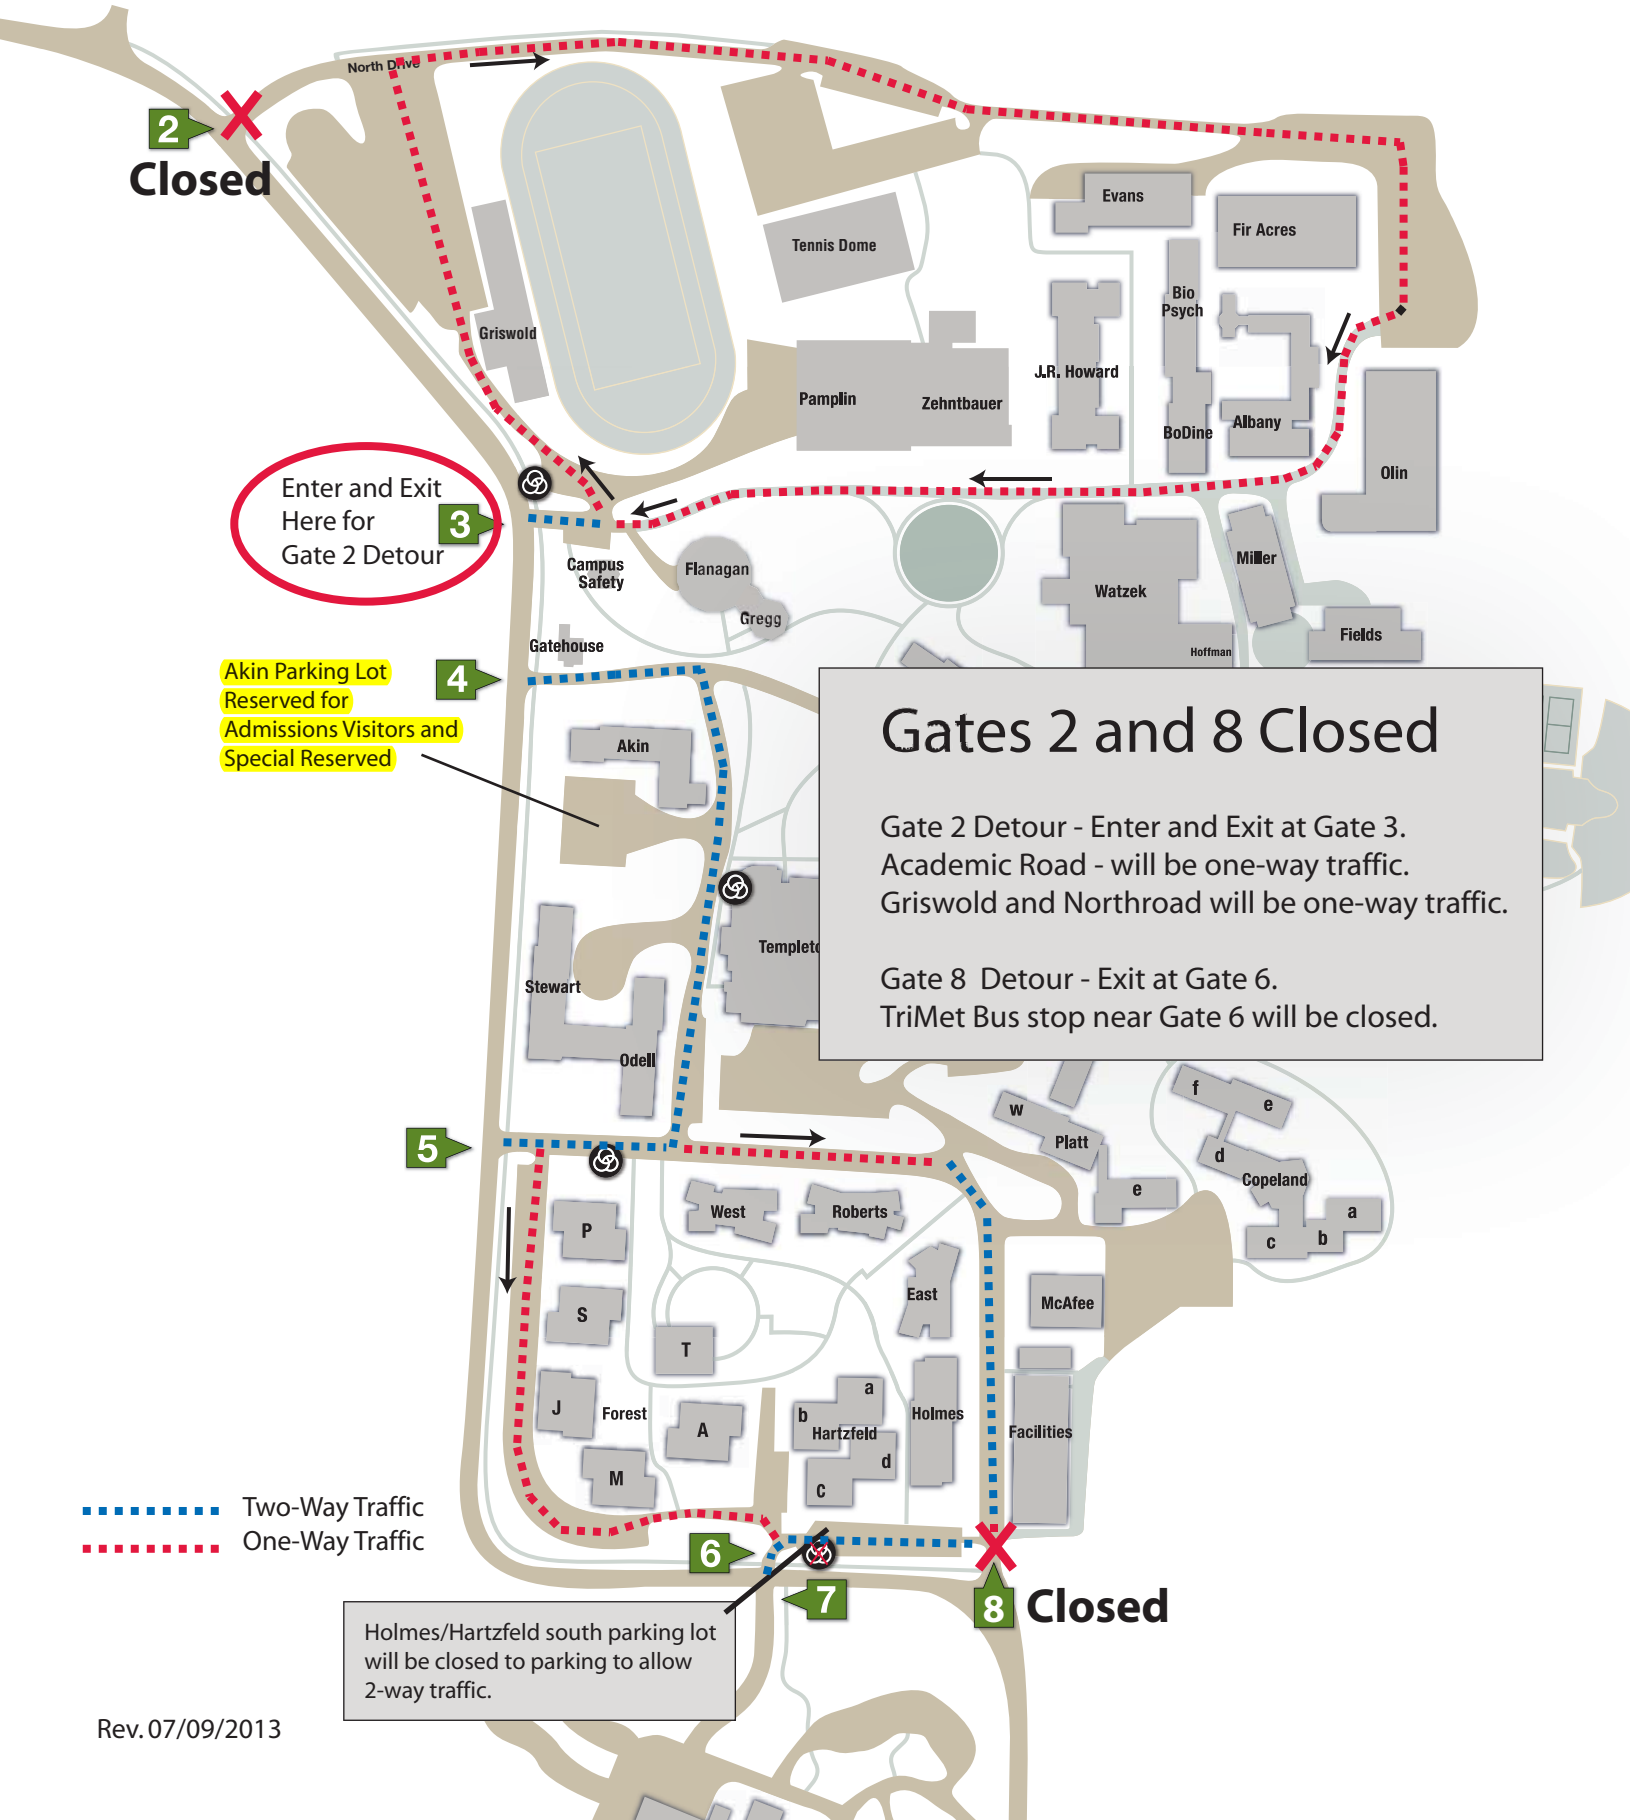 North Drive
2
Closed
Evans
Fir Acres
Tennis Dome
Bio
Psych
Griswold
J.R. Howard
Pamplin
Zehntbauer
BoDine
Albany
Olin
Enter and Exit
Here for
Gate 2 Detour
3
Campus
Safety
Flanagan
Gregg
Watzek
Miller
Fields
Hoffman
Gatehouse
4
Akin Parking Lot
Reserved for
Admissions Visitors and
Special Reserved
Akin
Gates 2 and 8 Closed
Gate 2 Detour - Enter and Exit at Gate 3.
Academic Road - will be one-way traffic.
Griswold and Northroad will be one-way traffic.
Gate 8 Detour - Exit at Gate 6.
TriMet Bus stop near Gate 6 will be closed.
Templeto
Stewart
Odell
5
w
Platt
e
f
e
d
Copeland
a
b
c
West
Roberts
P
S
T
J
Forest
A
M
East
McAfee
a
b
Hartzfeld
d
c
Holmes
Facilities
Two-Way Traffic
One-Way Traffic
6
7
8
Closed
Holmes/Hartzfeld south parking lot
will be closed to parking to allow
2-way traffic.
Rev. 07/09/2013